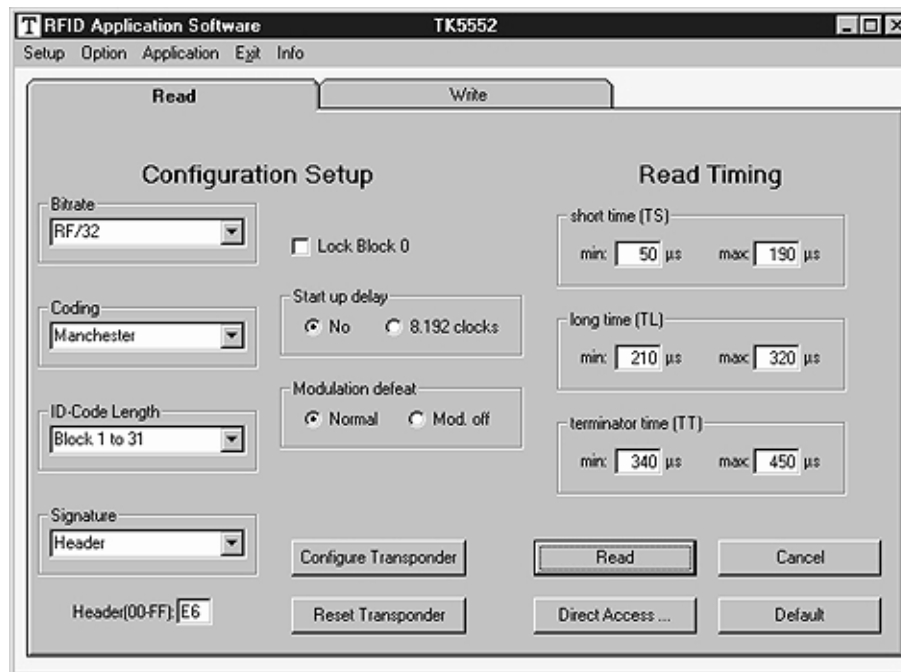 T RFID Application Software TK5552
Setup Option Application Exit Info
Read Write
Configuration Setup
Bitrate
RF/32
Coding
Manchester
ID-Code Length
Block 1 to 31
Signature
Header
Header(00-FF): E6
Lock Block 0
Start up delay
No 8.192 clocks
Modulation defeat
Normal Mod. off
Configure Transponder
Reset Transponder
Read Timing
short time (TS)
min: 50 µs max: 190 µs
long time (TL)
min: 210 µs max: 320 µs
terminator time (TT)
min: 340 µs max: 450 µs
Read Cancel
Direct Access ... Default